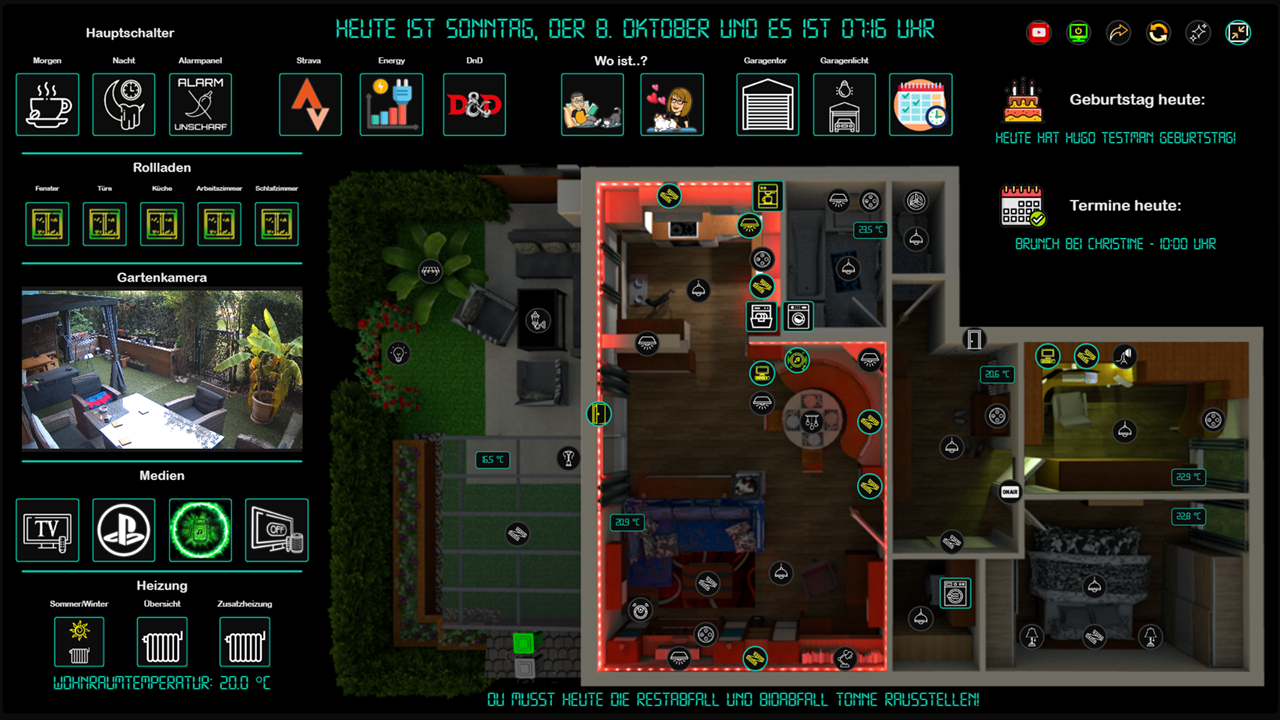 HEUTE IST SONNTAG, DER 8. OKTOBER UND ES IST 07:16 UHR
Hauptschalter
Morgen
Nacht
Alarmpanel
Strava
Energy
DnD
Wo ist..?
Garagentor
Garagenlicht
ALARM
UNSCHARF
D&D
Geburtstag heute:
HEUTE HAT HUGO TESTMAN GEBURTSTAG!
Rollladen
Fenster
Türe
Küche
Arbeitszimmer
Schlafzimmer
Termine heute:
BRUNCH BEI CHRISTINE - 10:00 UHR
23,5 °C
Gartenkamera
20,6 °C
16,5 °C
Medien
22,9 °C
ON AIR
20,9 °C
22,8 °C
TV
OFF
Heizung
Sommer/Winter
Übersicht
Zusatzheizung
WOHNRAUMTEMPERATUR: 20.0 °C
DU MUSST HEUTE DIE RESTABFALL UND BIOABFALL TONNE RAUSSTELLEN!